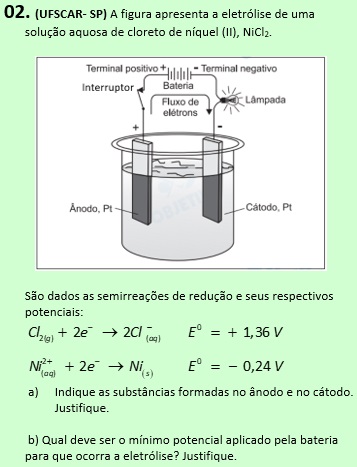 02. (UFSCAR- SP) A figura apresenta a eletrólise de uma
solução aquosa de cloreto de níquel (II), NiCl₂.
Terminal positivo + - Terminal negativo
Interruptor Bateria
Fluxo de
elétrons
Lâmpada
+ -
Ânodo, Pt
Cátodo, Pt
São dados as semirreações de redução e seus respectivos
potenciais:
Cl₂₍g₎ + 2e⁻ → 2Cl⁻₍aq₎ E⁰ = + 1,36 V
Ni²⁺₍aq₎ + 2e⁻ → Ni₍s₎ E⁰ = − 0,24 V
a) Indique as substâncias formadas no ânodo e no cátodo.
Justifique.
b) Qual deve ser o mínimo potencial aplicado pela bateria
para que ocorra a eletrólise? Justifique.